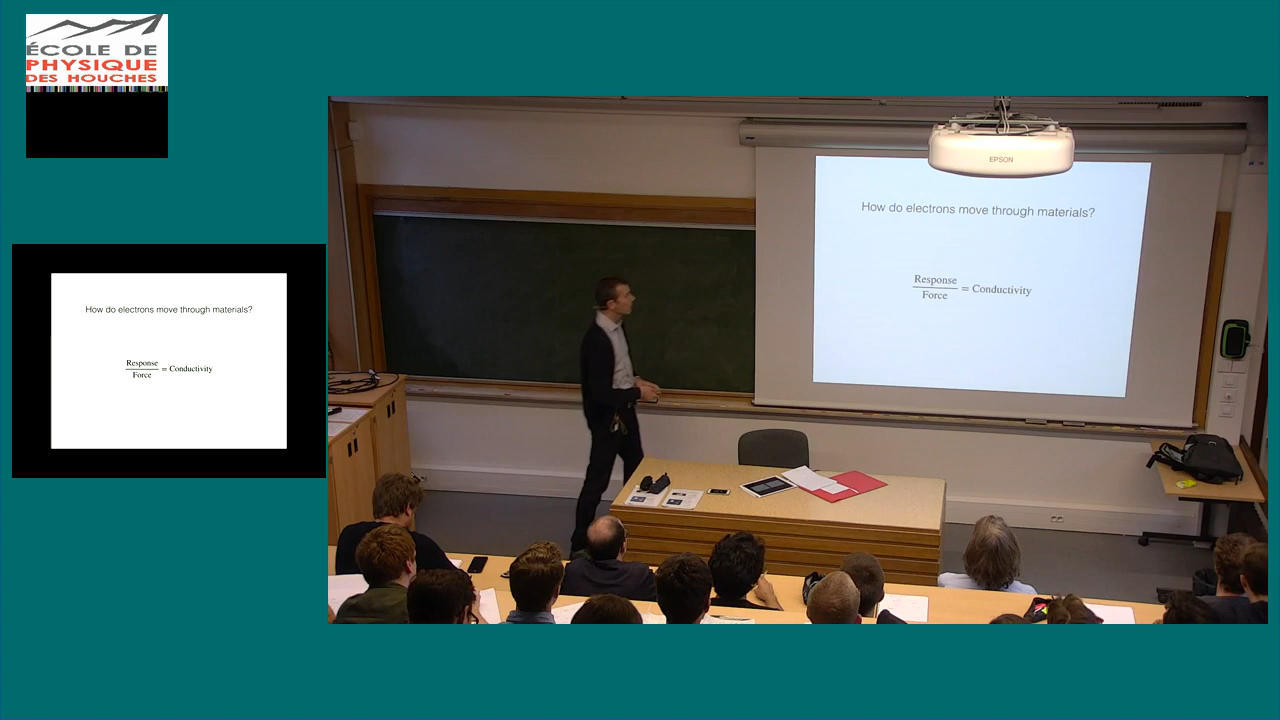 ÉCOLE DE
PHYSIQUE
DES HOUCHES
How do electrons move through materials?
Response
Force
= Conductivity
EPSON
How do electrons move through materials?
Response
Force
= Conductivity